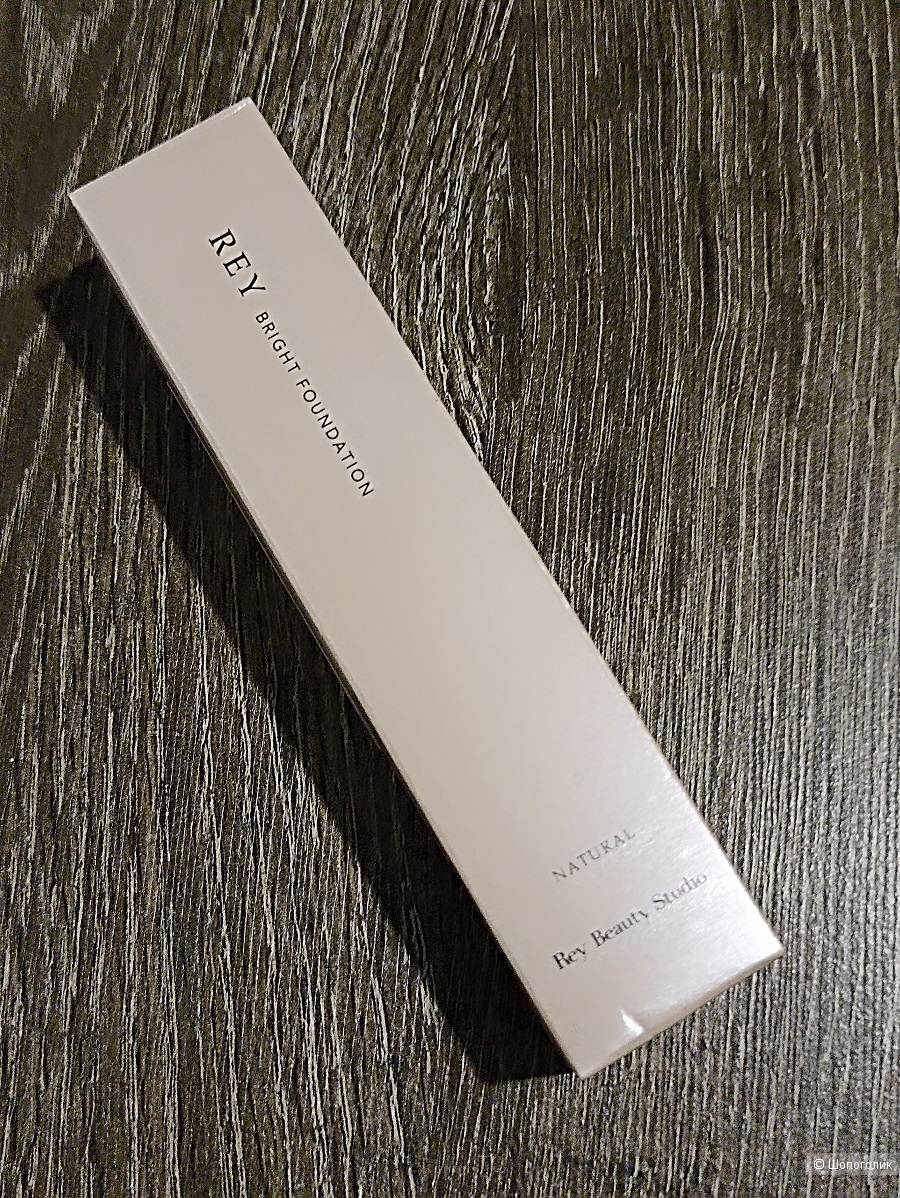 REY BRIGHT FOUNDATION
NATURAL
Rey Beauty Studio
© Шопоголик